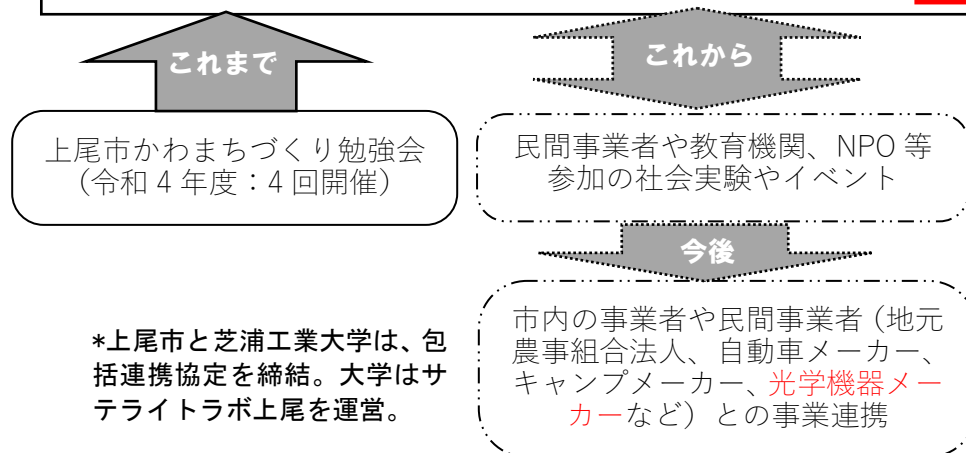 これまで
これから
上尾市かわまちづくり勉強会
（令和 4 年度：4 回開催）
民間事業者や教育機関、NPO 等
参加の社会実験やイベント
今後
*上尾市と芝浦工業大学は、包
括連携協定を締結。大学はサ
テライトラボ上尾を運営。
市内の事業者や民間事業者（地元
農事組合法人、自動車メーカー、
キャンプメーカー、光学機器メー
カーなど）との事業連携